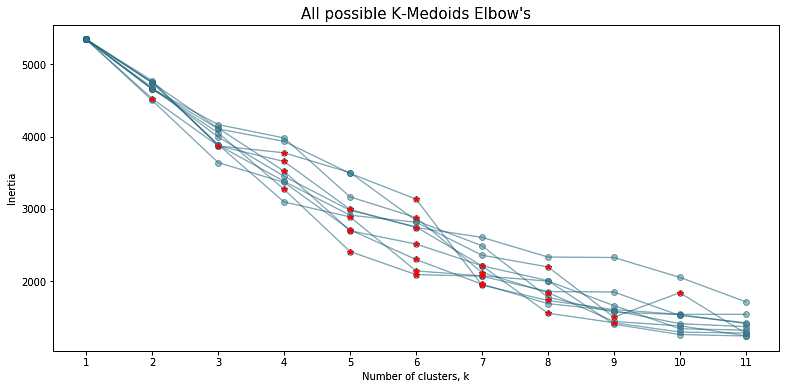 All possible K-Medoids Elbow's
Inertia
5000
4000
3000
2000
1 2 3 4 5 6 7 8 9 10 11
Number of clusters, k